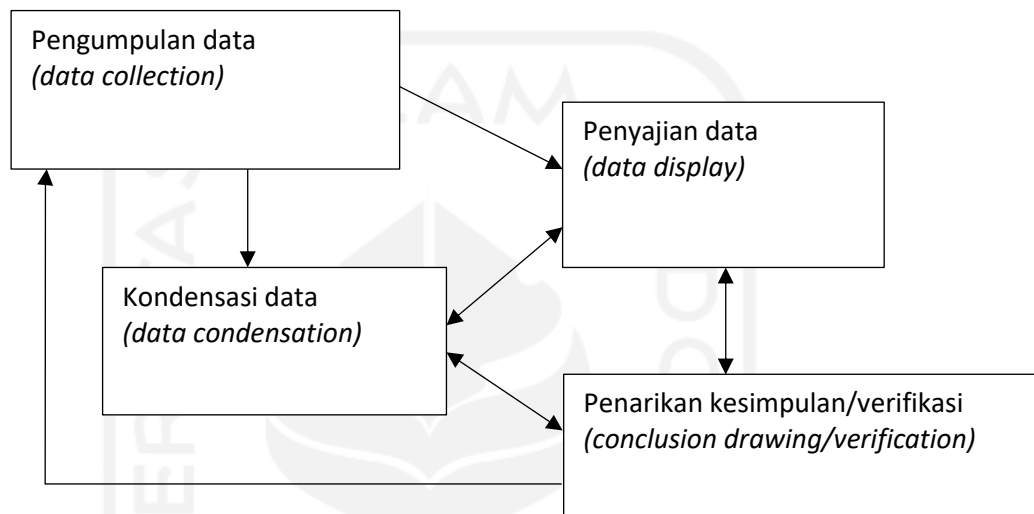 Pengumpulan data
(data collection)
Penyajian data
(data display)
Kondensasi data
(data condensation)
Penarikan kesimpulan/verifikasi
(conclusion drawing/verification)